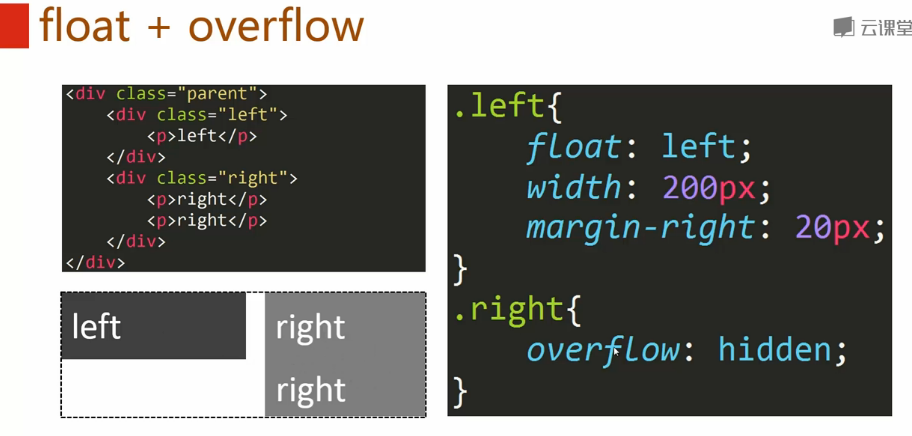 float + overflow
云课堂
<div class="parent">
<div class="left">
<p>left</p>
</div>
<div class="right">
<p>right</p>
<p>right</p>
</div>
</div>
left
right
right
.left{
float: left;
width: 200px;
margin-right: 20px;
}
.right{
overflow: hidden;
}